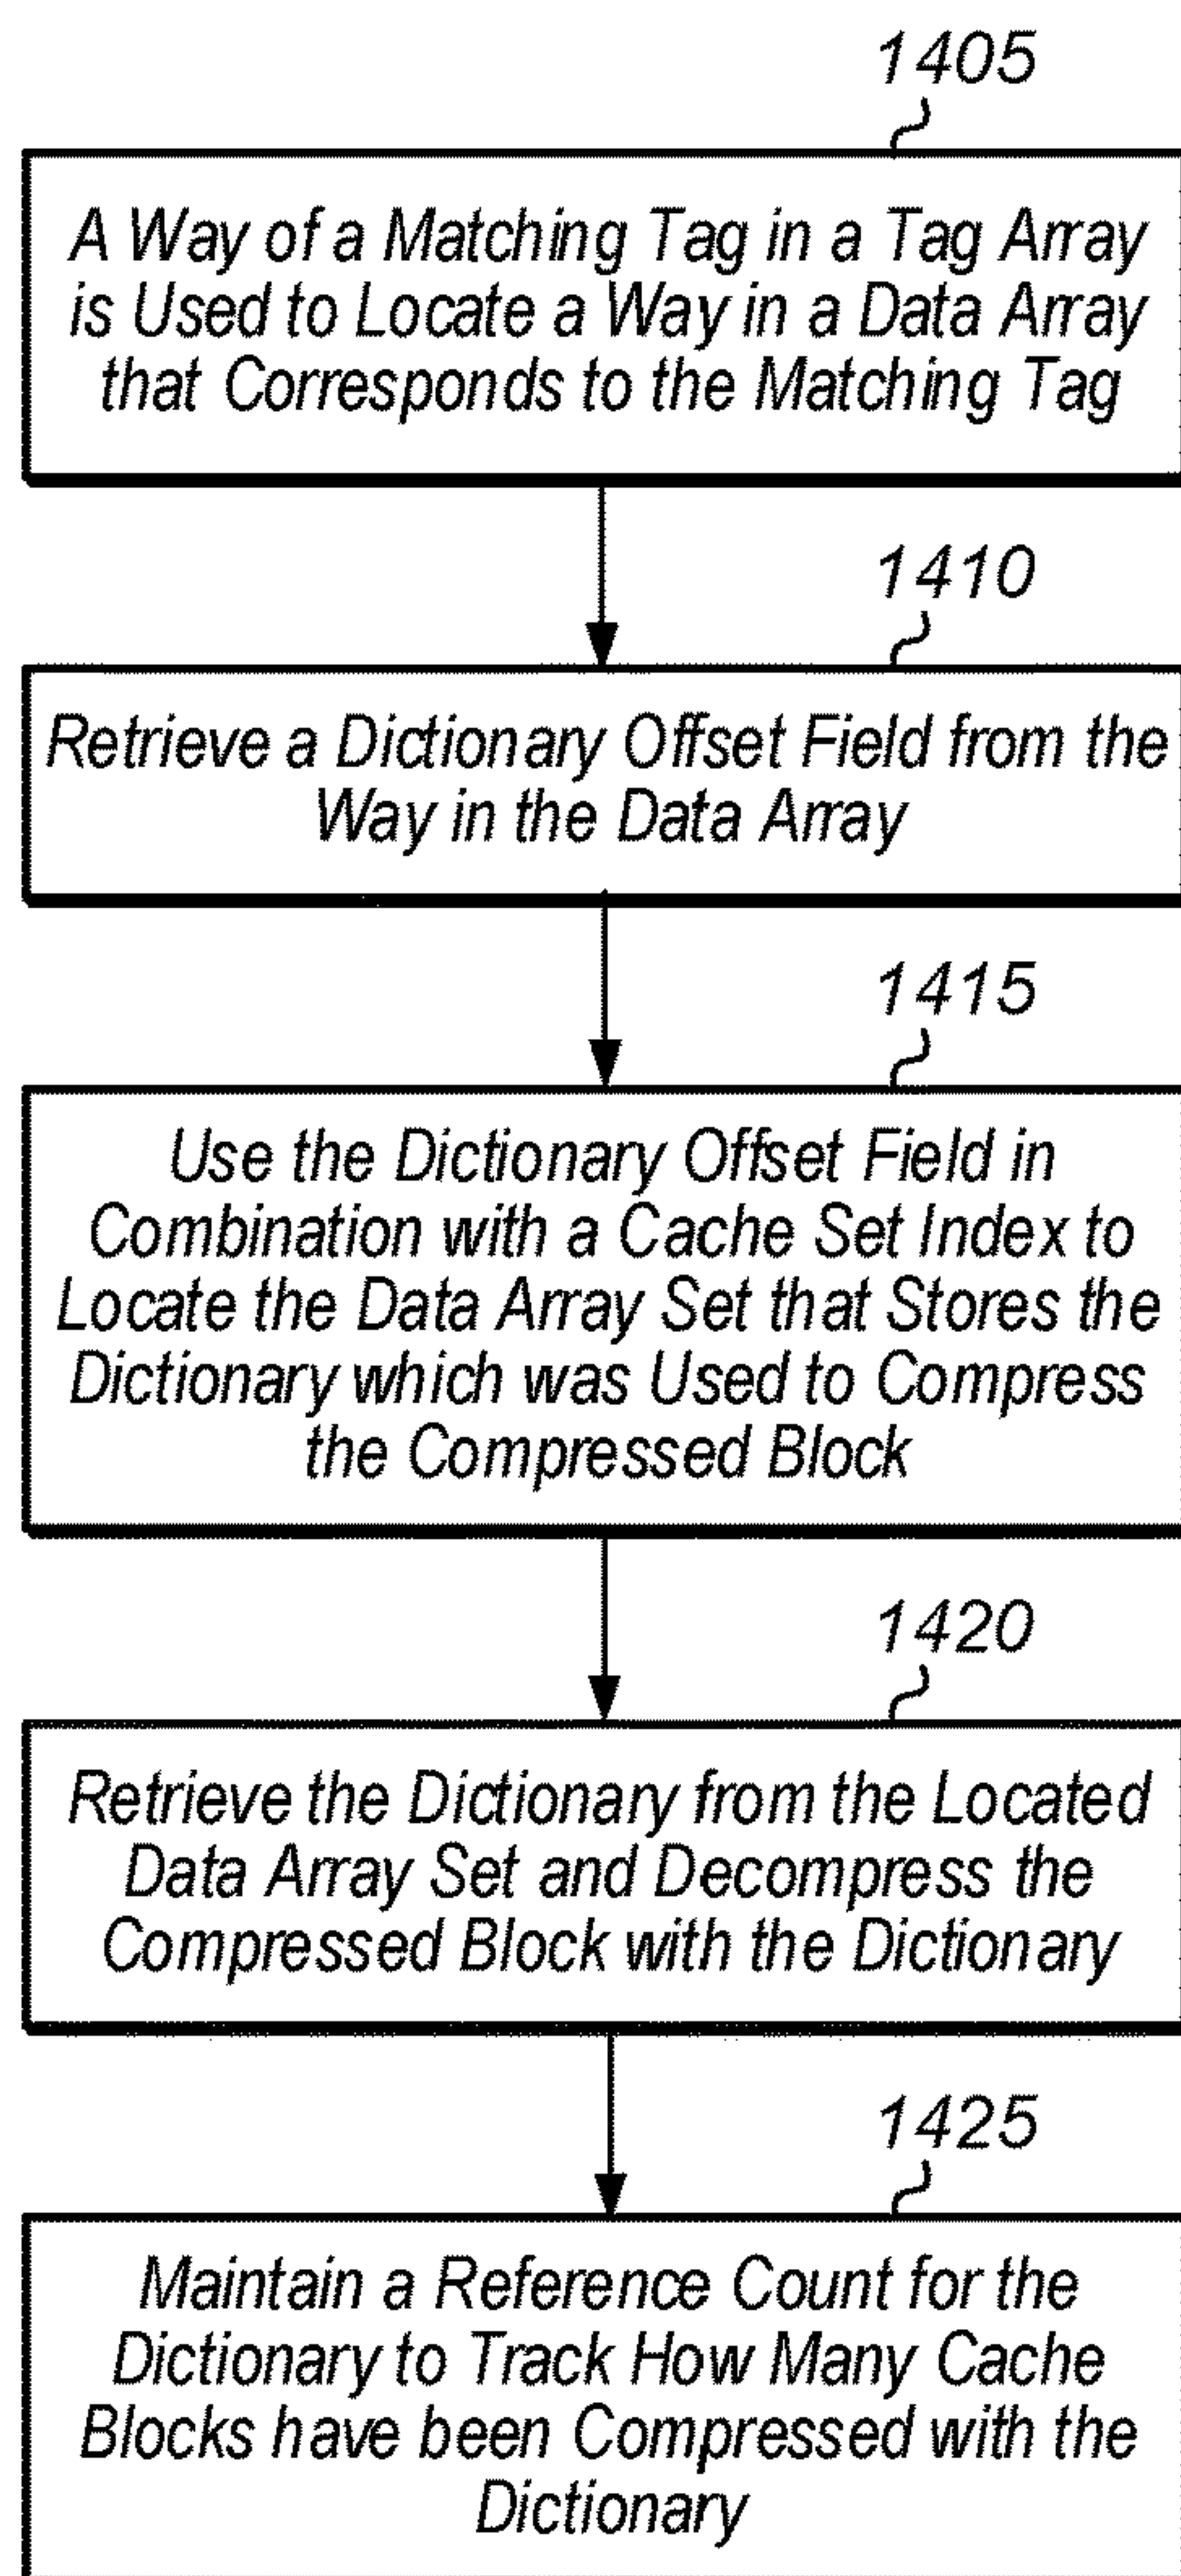 1405
A Way of a Matching Tag in a Tag Array
is Used to Locate a Way in a Data Array
that Corresponds to the Matching Tag
1410
Retrieve a Dictionary Offset Field from the
Way in the Data Array
1415
Use the Dictionary Offset Field in
Combination with a Cache Set Index to
Locate the Data Array Set that Stores the
Dictionary which was Used to Compress
the Compressed Block
1420
Retrieve the Dictionary from the Located
Data Array Set and Decompress the
Compressed Block with the Dictionary
1425
Maintain a Reference Count for the
Dictionary to Track How Many Cache
Blocks have been Compressed with the
Dictionary